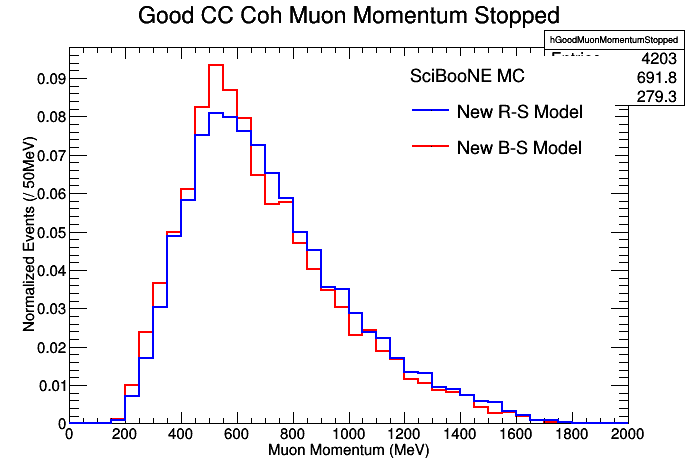 Good CC Coh Muon Momentum Stopped
hGoodMuonMomentumStopped
4203
691.8
279.3
SciBooNE MC
New R-S Model
New B-S Model
Normalized Events (/ 50MeV)
0.09
0.08
0.07
0.06
0.05
0.04
0.03
0.02
0.01
0
0 200 400 600 800 1000 1200 1400 1600 1800 2000
Muon Momentum (MeV)